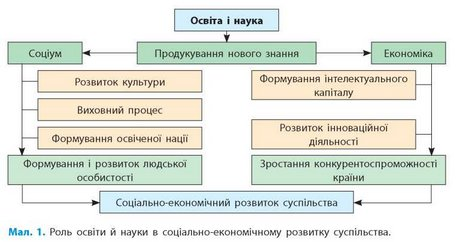 Освіта і наука
Соціум
Продукування нового знання
Економіка
Розвиток культури
Виховний процес
Формування освіченої нації
Формування інтелектуального
капіталу
Розвиток інноваційної
діяльності
Формування і розвиток людської
особистості
Зростання конкурентоспроможності
країни
Соціально-економічний розвиток суспільства
Мал. 1. Роль освіти й науки в соціально-економічному розвитку суспільства.